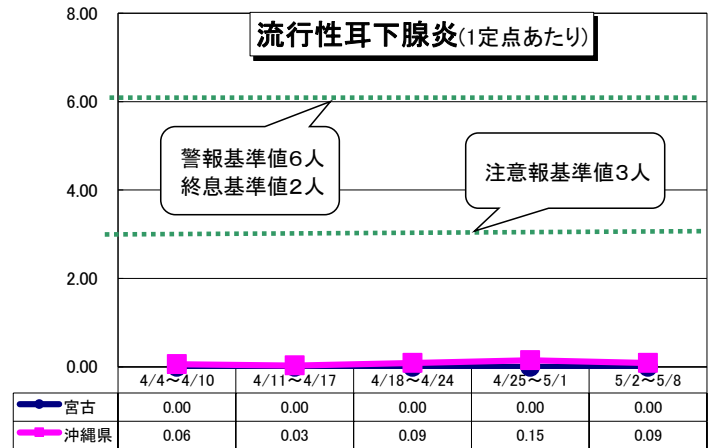 8.00
流行性耳下腺炎(1定点あたり)
6.00
警報基準値6人
終息基準値2人
注意報基準値3人
4.00
2.00
0.00
4/4～4/10 4/11～4/17 4/18～4/24 4/25～5/1 5/2～5/8
宮古 0.00 0.00 0.00 0.00 0.00
沖縄県 0.06 0.03 0.09 0.15 0.09